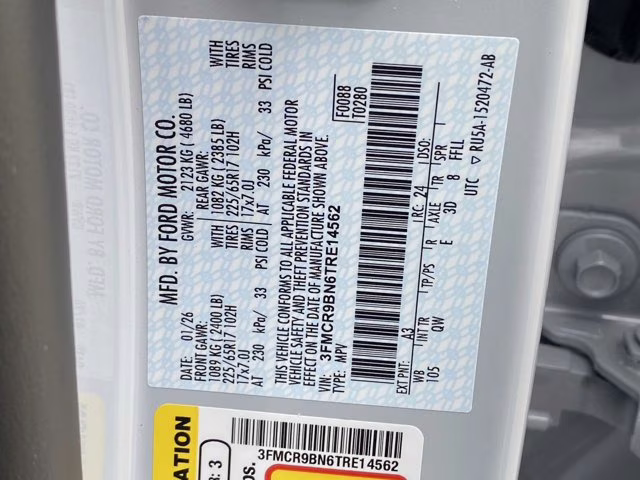 MFD. BY FORD MOTOR CO.
DATE: 01/26 GVWR: 2123 KG ( 4680 LB)
FRONT GAWR: REAR GAWR: WITH
1089 KG ( 2400 LB) 1082 KG ( 2385 LB) TIRES
225/65R17 102H 225/65R17 102H RIMS
17x7.0J 17x7.0J
AT 230 kPa/ 33 PSI COLD
WITH
TIRES
RIMS
AT 230 kPa/ 33 PSI COLD
THIS VEHICLE CONFORMS TO ALL APPLICABLE FEDERAL MOTOR
VEHICLE SAFETY AND THEFT PREVENTION STANDARDS IN
EFFECT ON THE DATE OF MANUFACTURE SHOWN ABOVE.
VIN: 3FMCR9BN6TRE14562
TYPE: MPV
F0088
T0280
EXT PNT: A3 RC: 24 DSO:
WB INT TR TP/PS R AXLE TR SPR
105 QW E 3D 8 FFLL
UTC ▽ RU5A-1520472-AB
3FMCR9BN6TRE14562